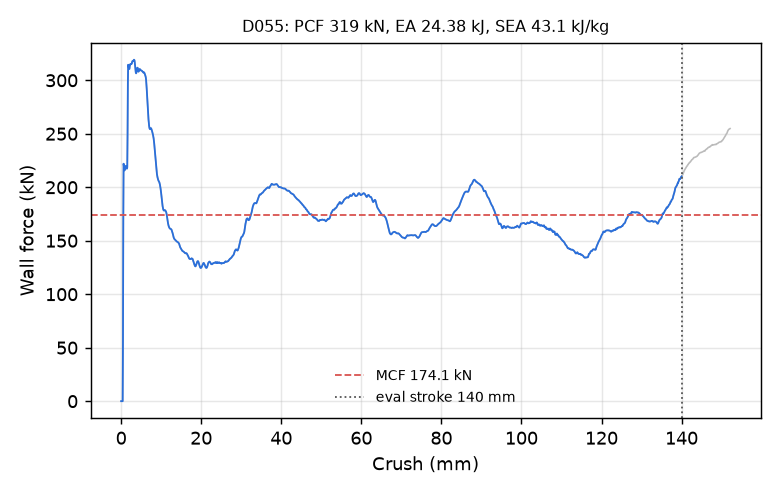 D055: PCF 319 kN, EA 24.38 kJ, SEA 43.1 kJ/kg
Wall force (kN)
300
250
200
150
100
50
0
MCF 174.1 kN
eval stroke 140 mm
0 20 40 60 80 100 120 140
Crush (mm)